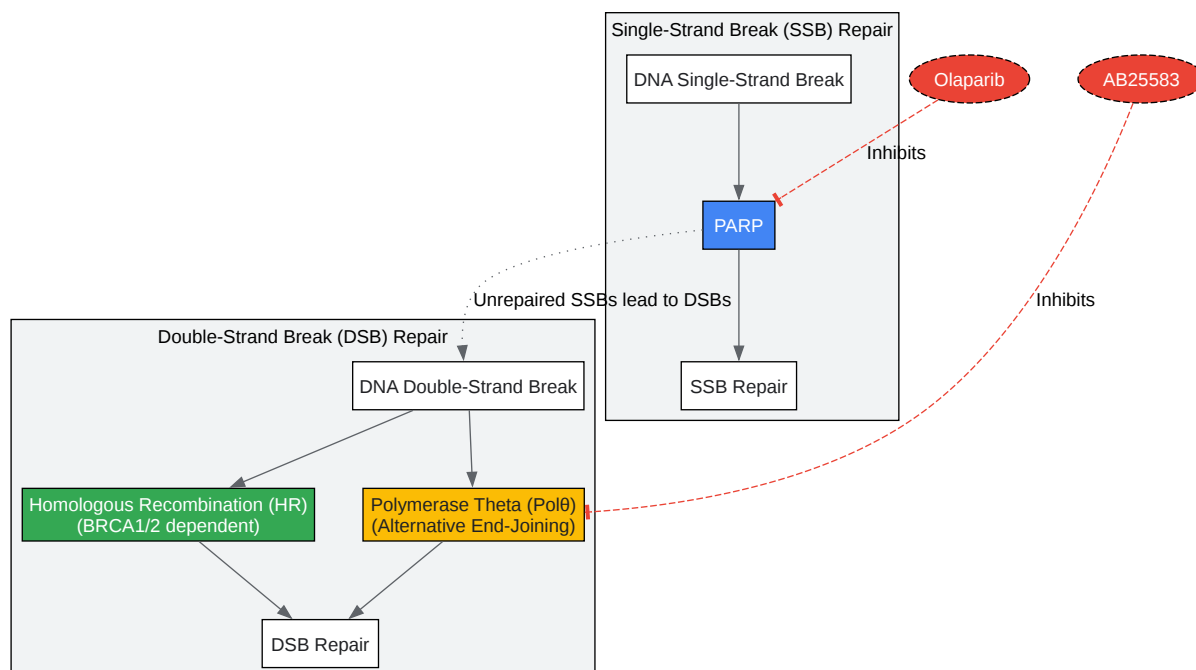 Single-Strand Break (SSB) Repair
DNA Single-Strand Break
Olaparib
AB25583
Inhibits
PARP
Unrepaired SSBs lead to DSBs
Inhibits
Double-Strand Break (DSB) Repair
DNA Double-Strand Break
SSB Repair
Homologous Recombination (HR)
(BRCA1/2 dependent)
Polymerase Theta (Polθ)
(Alternative End-Joining)
DSB Repair